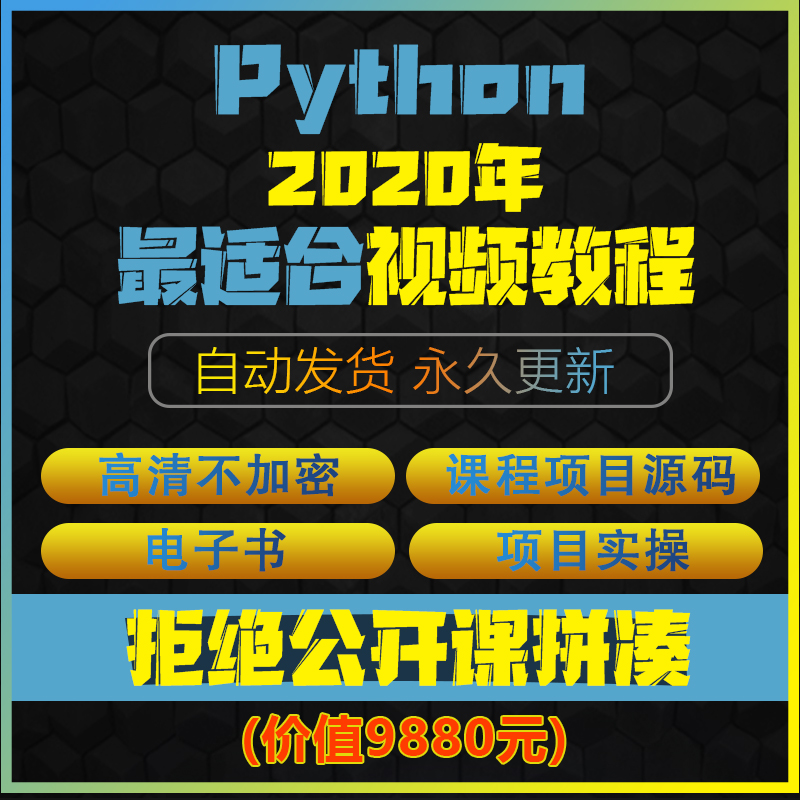 Python
2020年
最适合视频教程
自动发货 永久更新
高清不加密 课程项目源码
电子书 项目实操
拒绝公开课拼凑
(价值9880元)